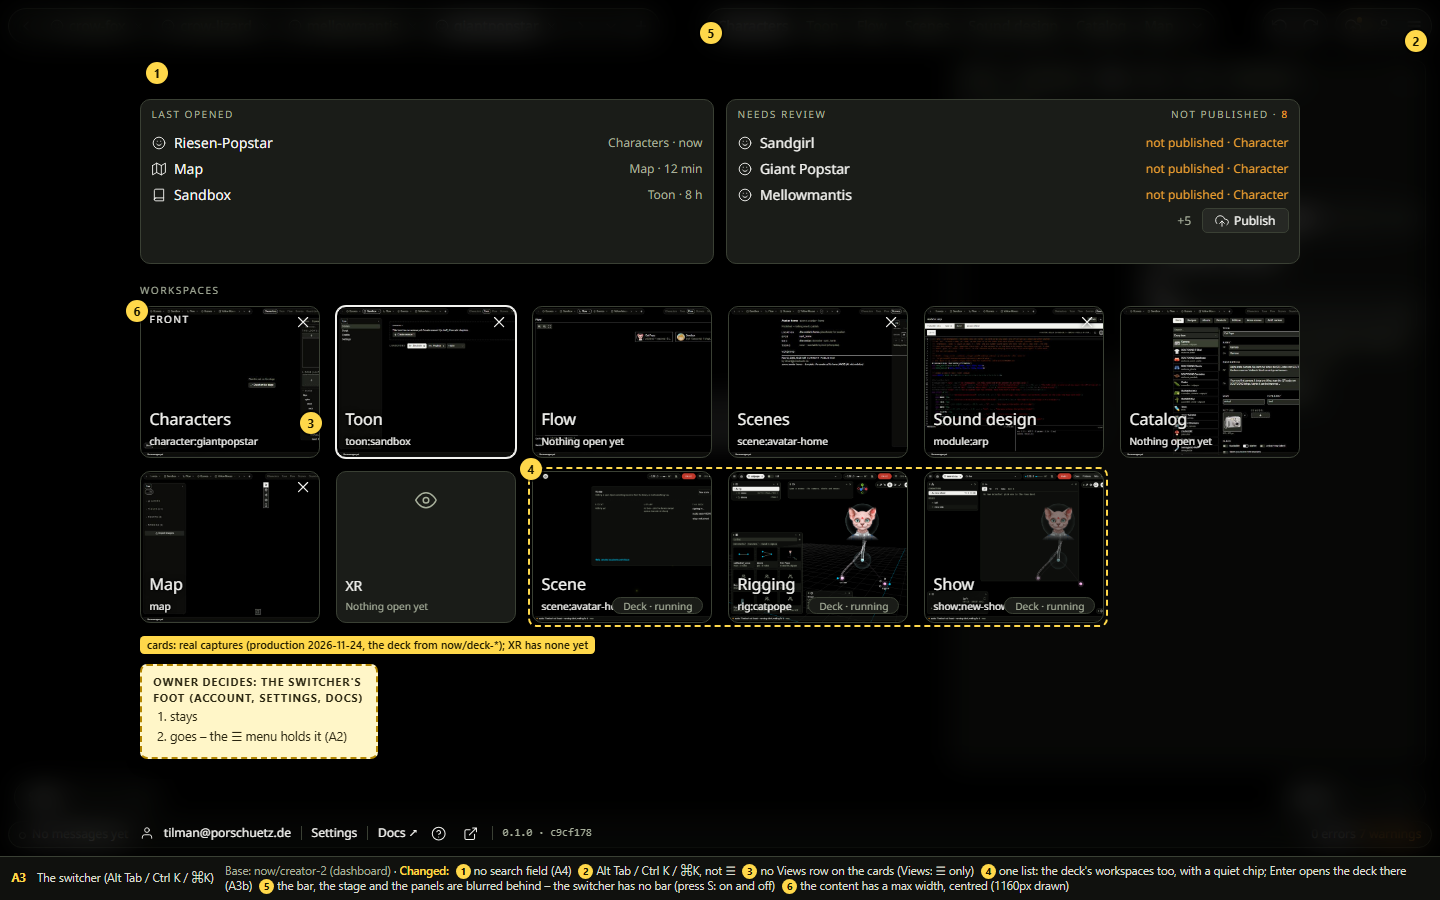 5
2
1
LAST OPENED
Riesen-Popstar Characters · now
Map Map · 12 min
Sandbox Toon · 8 h
NEEDS REVIEW NOT PUBLISHED · 8
Sandgirl not published · Character
Giant Popstar not published · Character
Mellowmantis not published · Character
+5 Publish
WORKSPACES
6
FRONT
Characters
character:giantpopstar
3
Toon
toon:sandbox
Flow
Nothing open yet
Scenes
scene:avatar-home
Sound design
module:arp
Catalog
Nothing open yet
Map
map
XR
Nothing open yet
4
Scene
Deck · running
Rigging
rig:catpope Deck · running
Show
Deck · running
cards: real captures (production 2026-11-24, the deck from now/deck-*); XR has none yet
OWNER DECIDES: THE SWITCHER'S
FOOT (ACCOUNT, SETTINGS, DOCS)
1. stays
2. goes – the ☰ menu holds it (A2)
No messages yet tilman@porschuetz.de Settings Docs ↗ 0.1.0 · c9cf178
A3 The switcher (Alt Tab / Ctrl K / ⌘K) Base: now/creator-2 (dashboard) · Changed: 1 no search field (A4) 2 Alt Tab / Ctrl K / ⌘K, not ☰ 3 no Views row on the cards (Views: ☰ only) 4 one list: the deck's workspaces too, with a quiet chip; Enter opens the deck there
(A3b) 5 the bar, the stage and the panels are blurred behind – the switcher has no bar (press S: on and off) 6 the content has a max width, centred (1160px drawn)